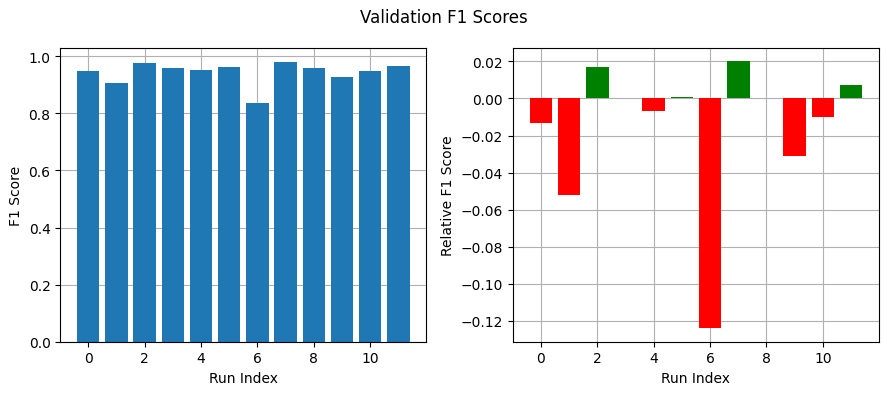 Validation F1 Scores
F1 Score
1.0
0.8
0.6
0.4
0.2
0.0
0 2 4 6 8 10
Run Index
Relative F1 Score
0.02
0.00
−0.02
−0.04
−0.06
−0.08
−0.10
−0.12
0 2 4 6 8 10
Run Index